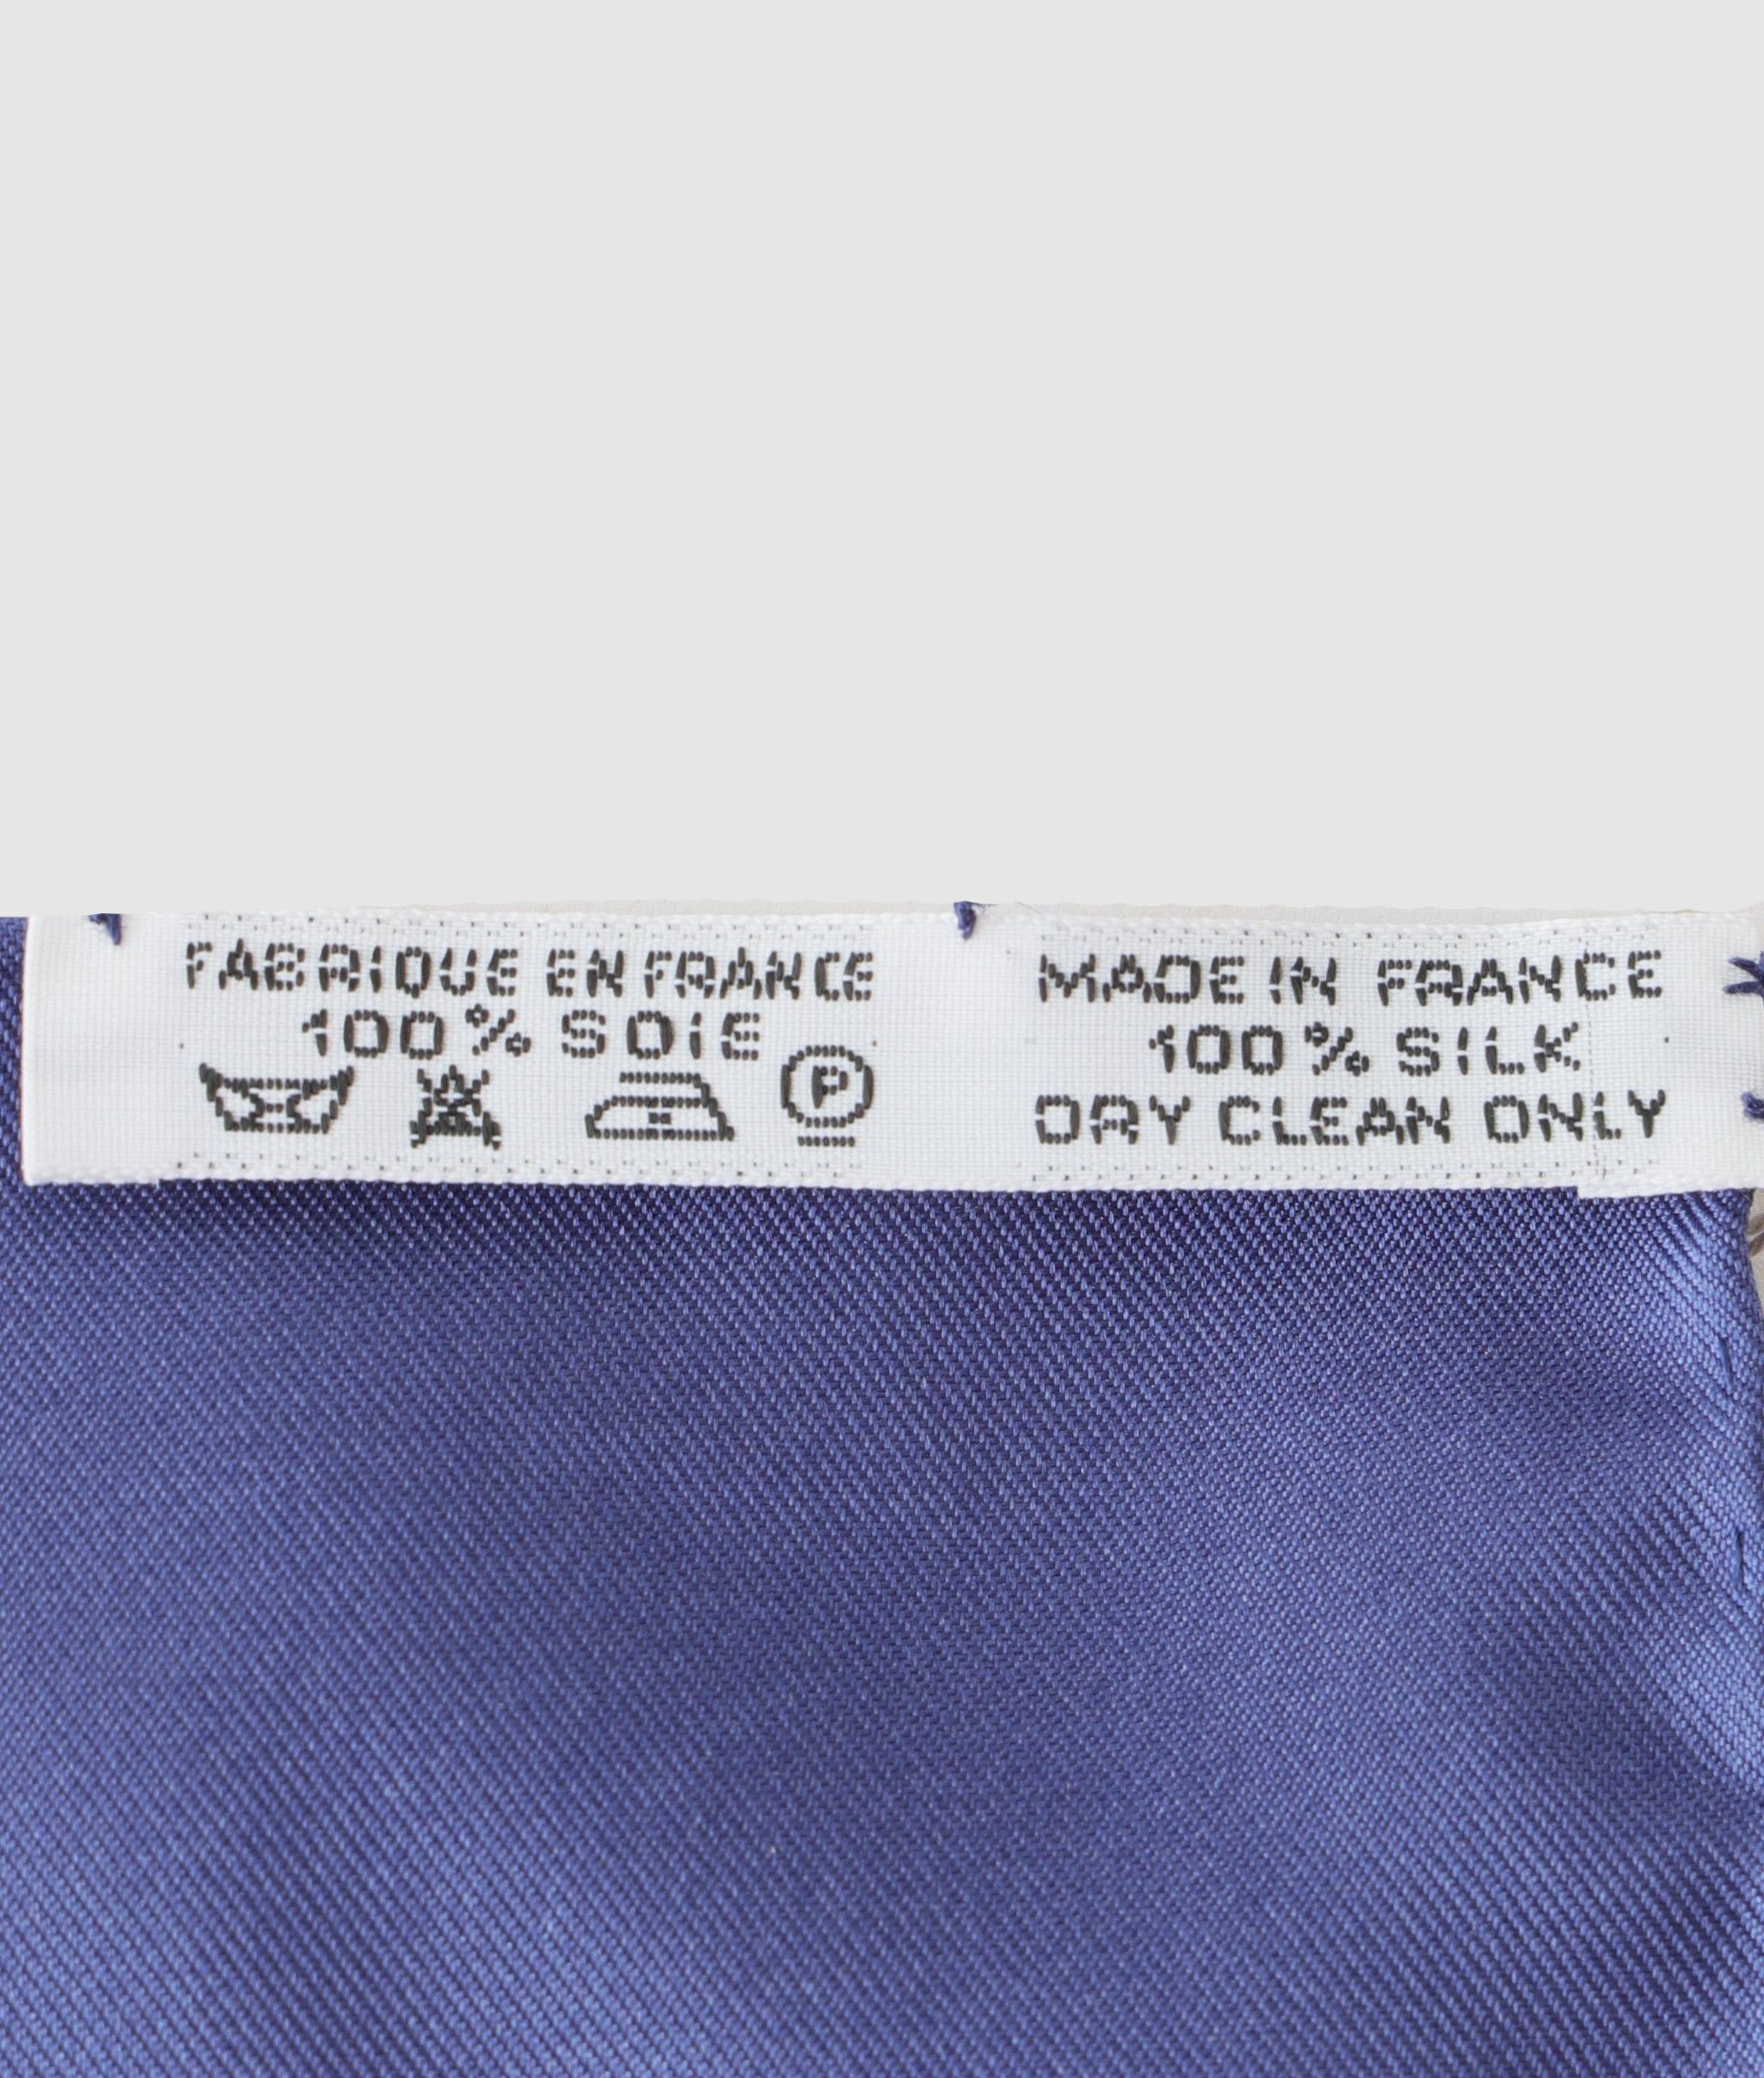 FABRIQUE EN FRANCE
100% SOIE
P
MADE IN FRANCE
100% SILK
DRY CLEAN ONLY